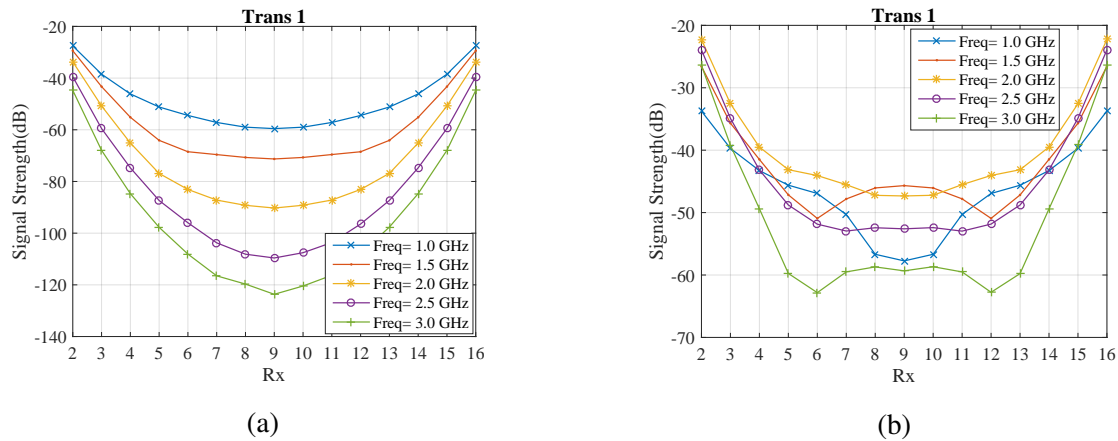 Trans 1
Signal Strength(dB)
-20
-40
-60
-80
-100
-120
-140
2 3 4 5 6 7 8 9 10 11 12 13 14 15 16
Rx
Freq= 1.0 GHz
Freq= 1.5 GHz
Freq= 2.0 GHz
Freq= 2.5 GHz
Freq= 3.0 GHz
(a)
Trans 1
Signal Strength(dB)
-20
-30
-40
-50
-60
-70
2 3 4 5 6 7 8 9 10 11 12 13 14 15 16
Rx
Freq= 1.0 GHz
Freq= 1.5 GHz
Freq= 2.0 GHz
Freq= 2.5 GHz
Freq= 3.0 GHz
(b)